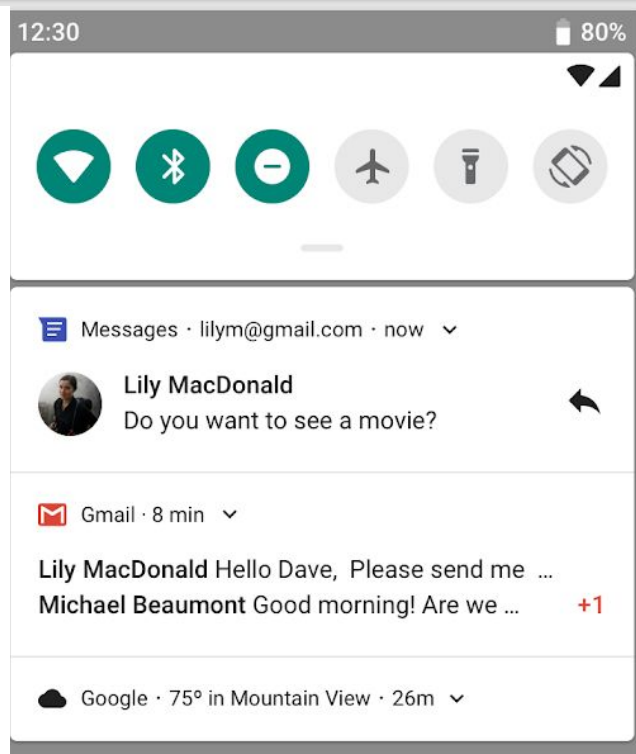 12:30 80%
Messages · lilym@gmail.com · now
Lily MacDonald
Do you want to see a movie?
Gmail · 8 min
Lily MacDonald Hello Dave, Please send me ...
Michael Beaumont Good morning! Are we ... +1
Google · 75º in Mountain View · 26m